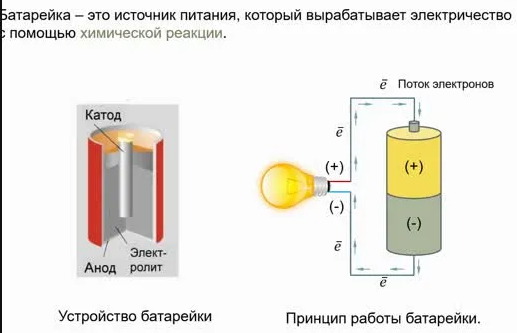 Батарейка – это источник питания, который вырабатывает электричество
с помощью химической реакции.
ē Поток электронов
Катод
ē
(+)
(+)
(-)
(-)
ē
Элект-
Анод ролит
ē
Устройство батарейки
Принцип работы батарейки.